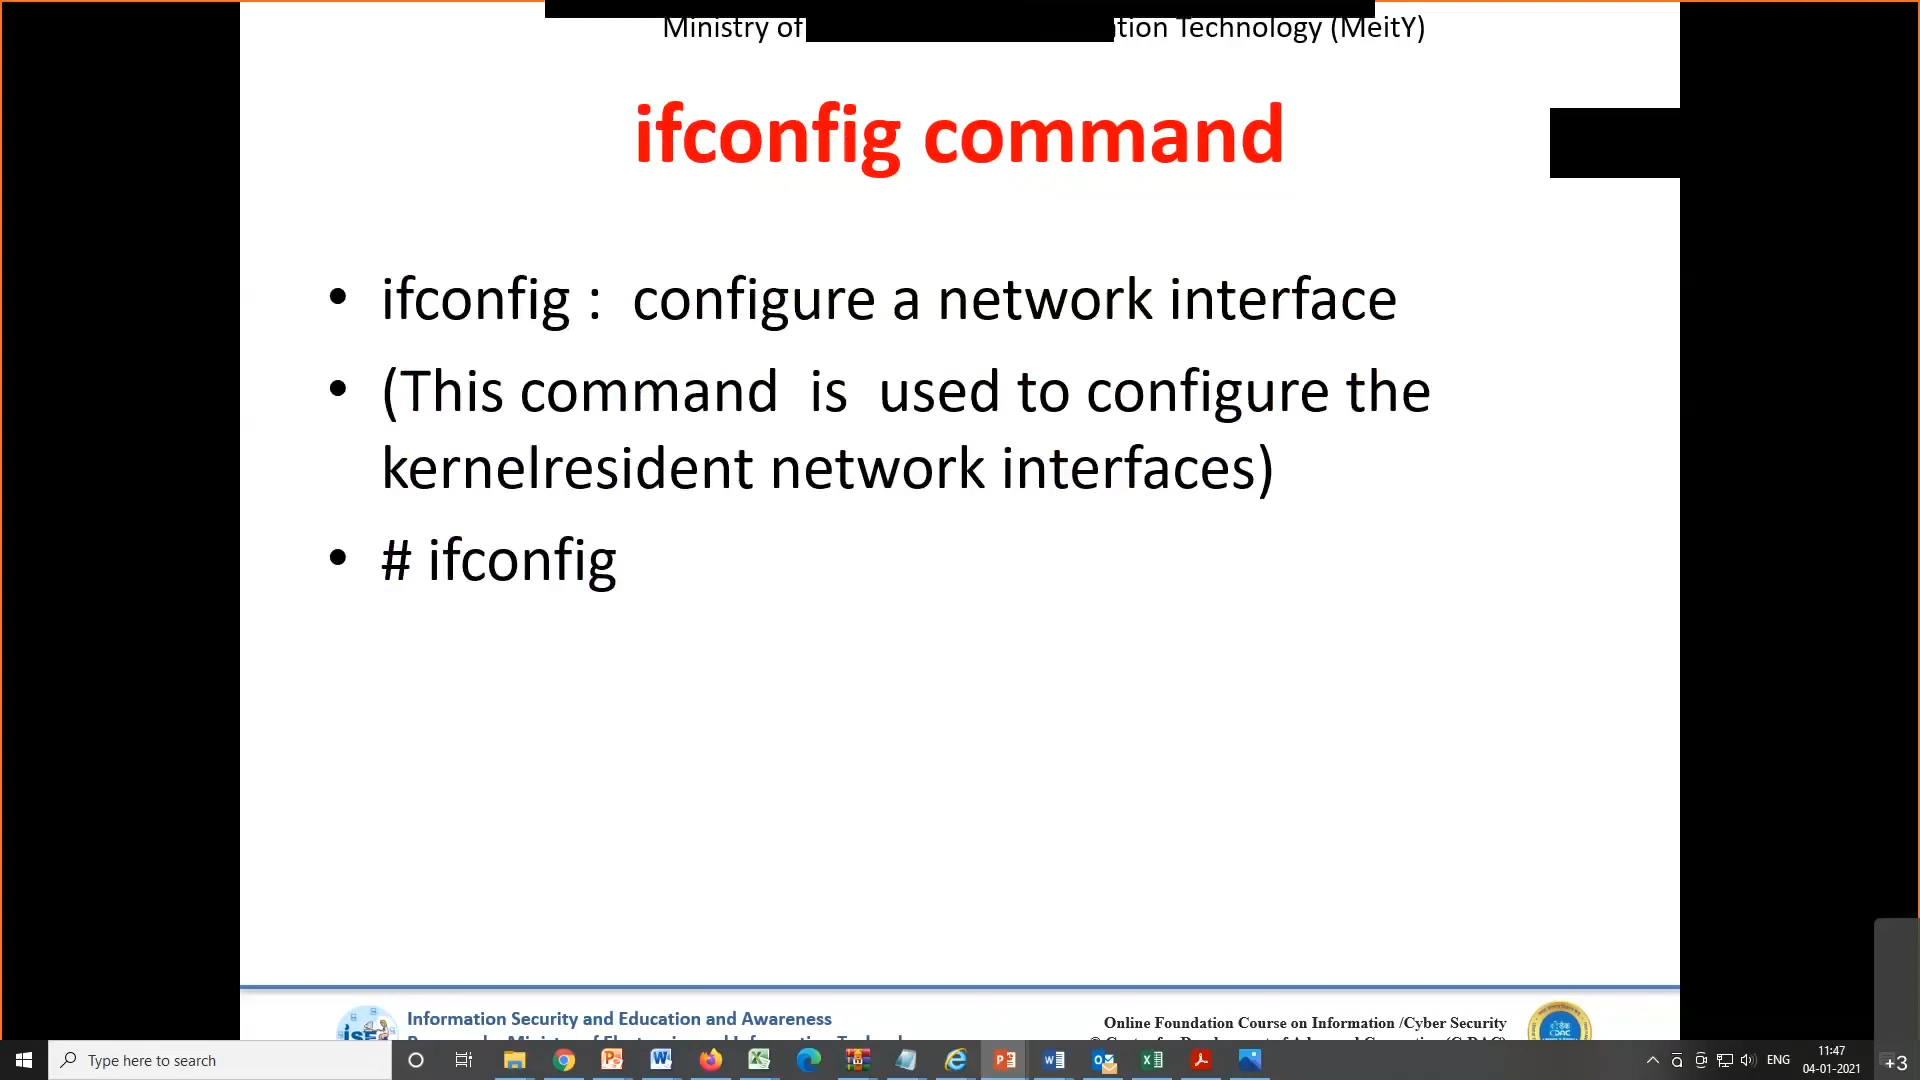 Ministry of tion Technology (MeitY)
ifconfig command
• ifconfig : configure a network interface
• (This command is used to configure the
kernelresident network interfaces)
• # ifconfig
Information Security and Education and Awareness
Online Foundation Course on Information /Cyber Security
Type here to search
ENG
11:47
04-01-2021
+3